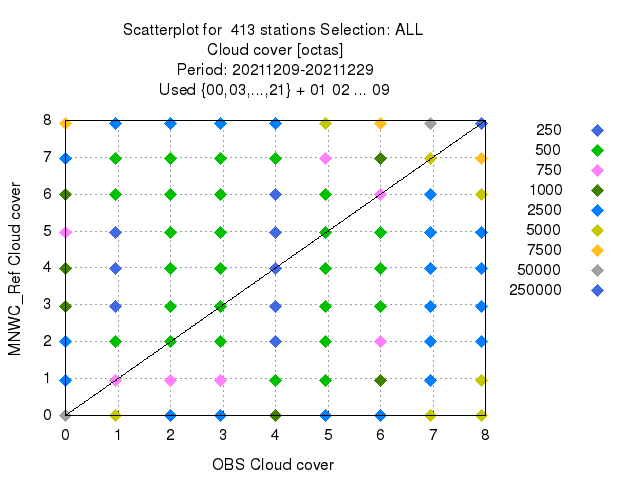 Scatterplot for  413 stations Selection: ALL
Cloud cover [octas]
Period: 20211209-20211229
Used {00,03,...,21} + 01 02 ... 09
8
7
6
5
4
3
2
1
0
MNWC_Ref Cloud cover
0 1 2 3 4 5 6 7 8
OBS Cloud cover
250
500
750
1000
2500
5000
7500
50000
250000